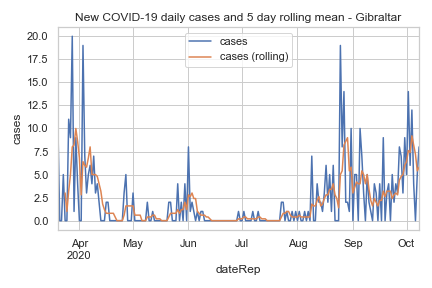 New COVID-19 daily cases and 5 day rolling mean - Gibraltar
cases
cases (rolling)
20.0
17.5
15.0
12.5
10.0
7.5
5.0
2.5
0.0
cases
Apr May Jun Jul Aug Sep Oct
2020
dateRep